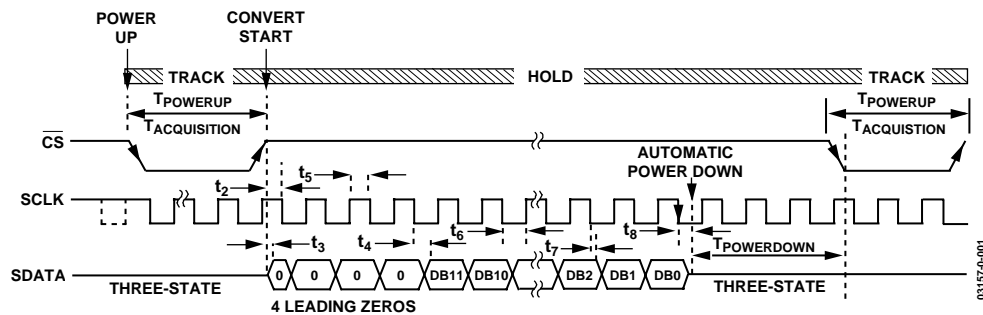 POWER UP
CONVERT START
TRACK
HOLD
TRACK
TPOWERUP
TACQUISITION
TPOWERUP
TACQUISITION
CS
AUTOMATIC POWER DOWN
t2
t5
SCLK
t3
t4
t6
t7
t8
TPOWERDOWN
SDATA
THREE-STATE
0
0
0
0
DB11
DB10
DB2
DB1
DB0
THREE-STATE
4 LEADING ZEROS
03157-0-001